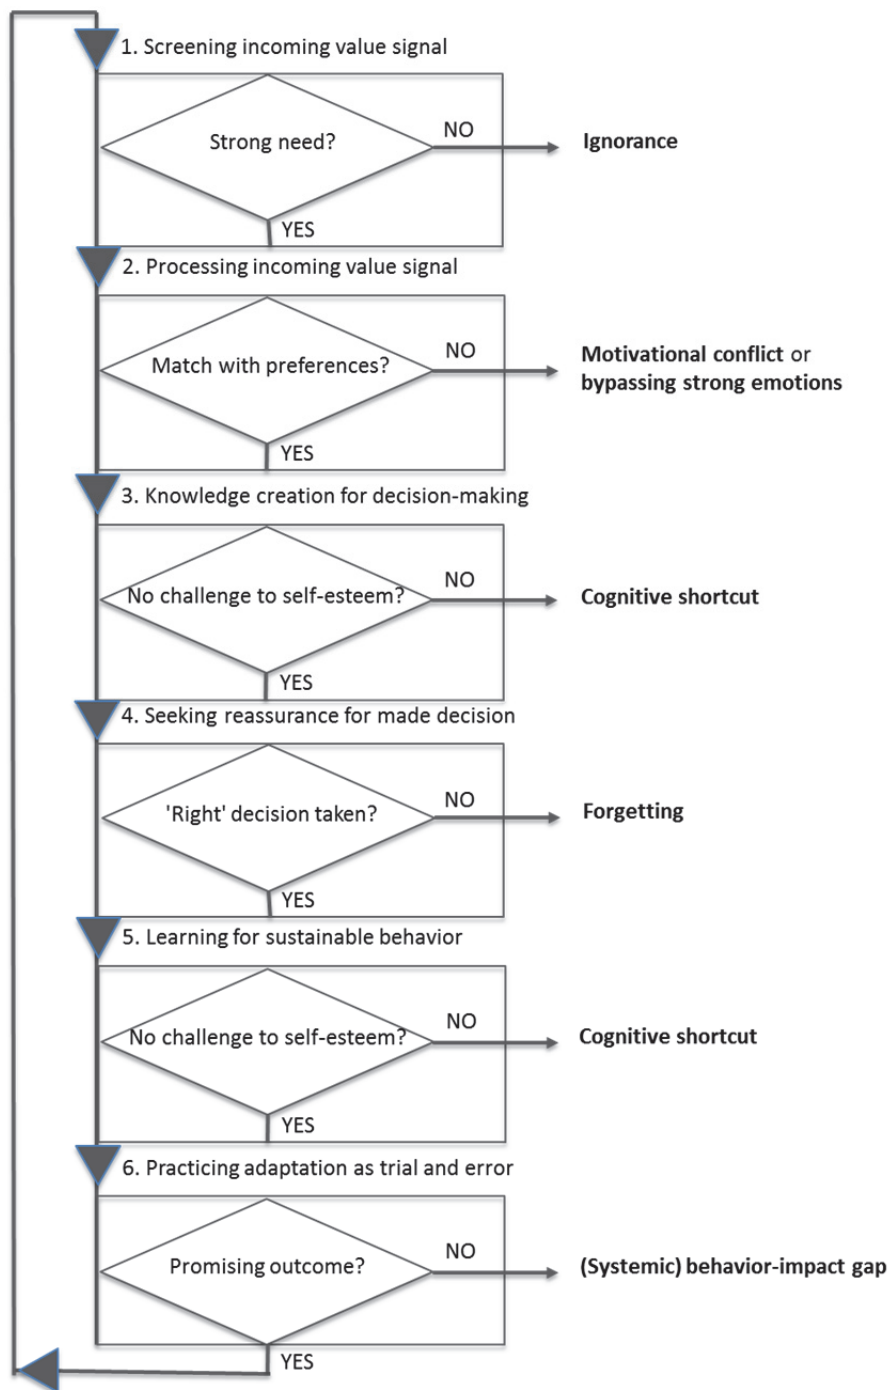 1. Screening incoming value signal
Strong need?
NO
Ignorance
YES
2. Processing incoming value signal
Match with preferences?
NO
Motivational conflict or
bypassing strong emotions
YES
3. Knowledge creation for decision-making
No challenge to self-esteem?
NO
Cognitive shortcut
YES
4. Seeking reassurance for made decision
'Right' decision taken?
NO
Forgetting
YES
5. Learning for sustainable behavior
No challenge to self-esteem?
NO
Cognitive shortcut
YES
6. Practicing adaptation as trial and error
Promising outcome?
NO
(Systemic) behavior-impact gap
YES